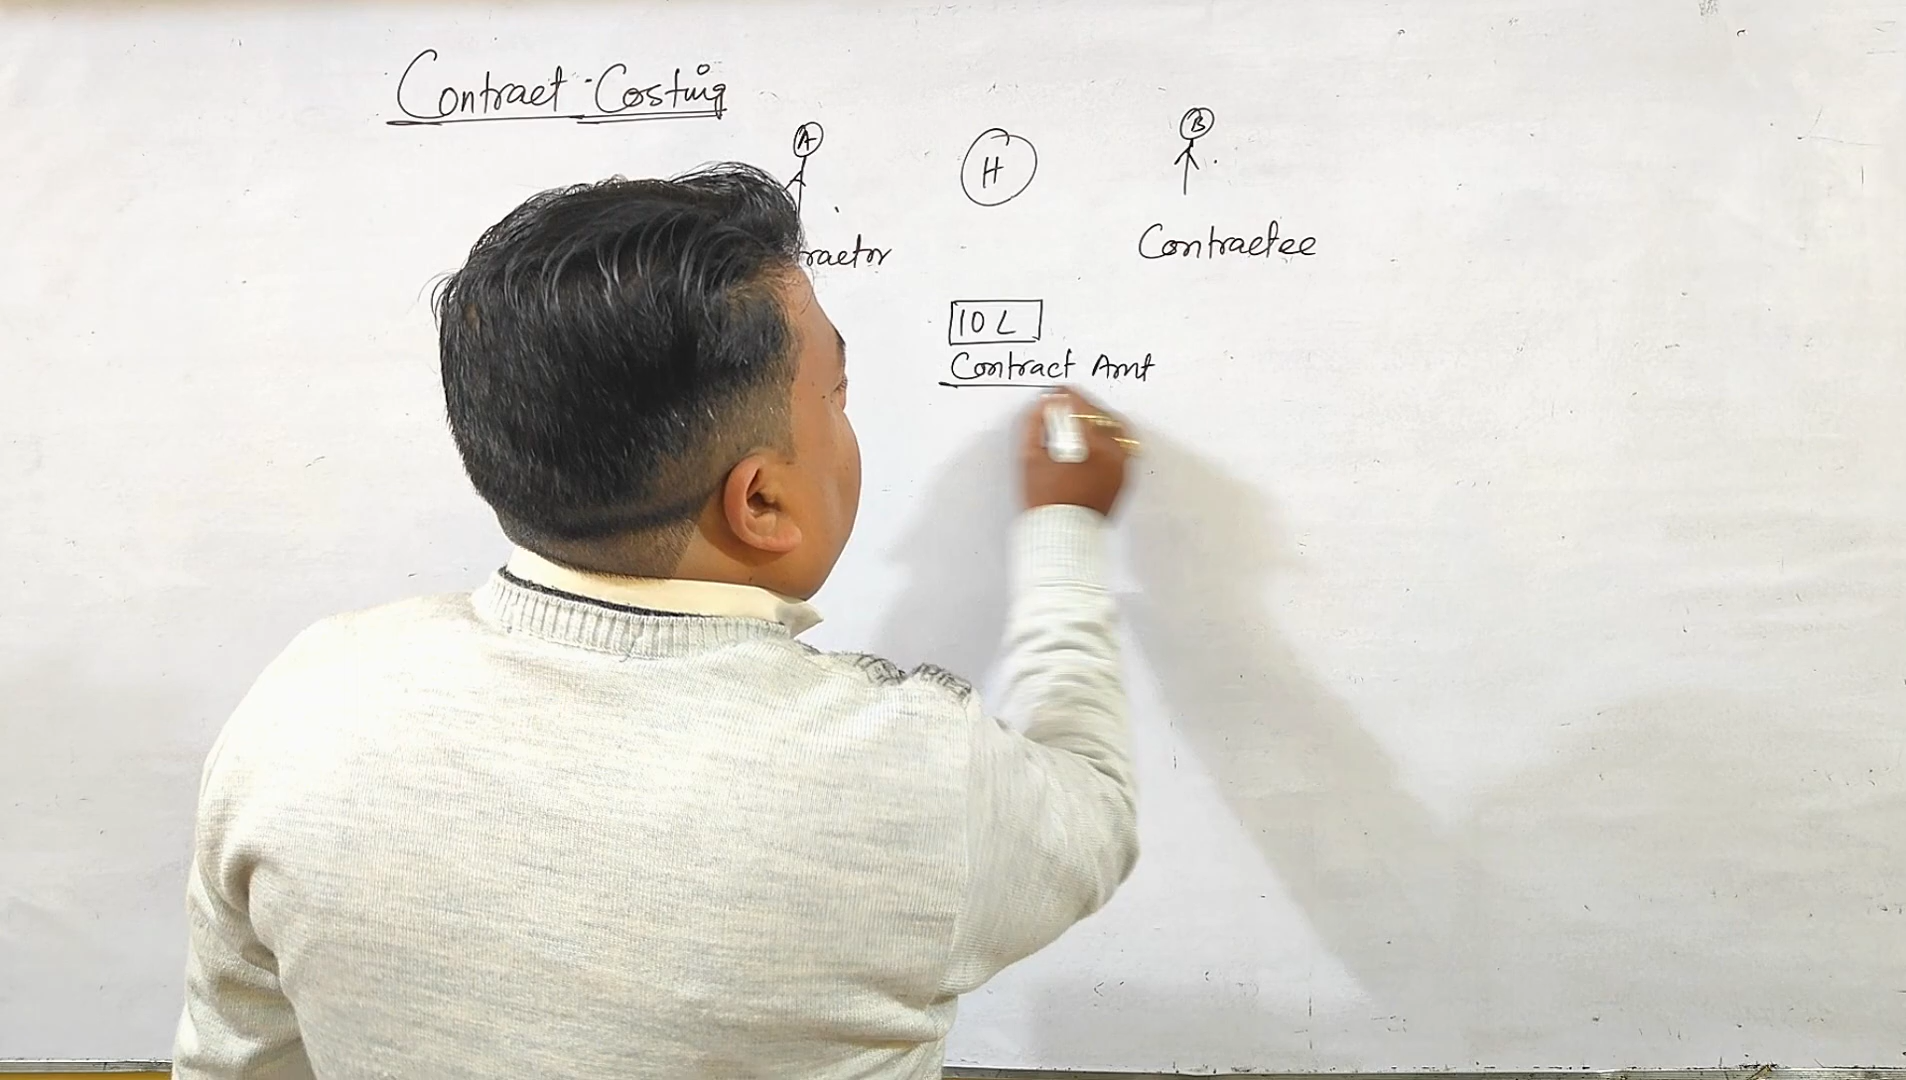 Contract Costing
A
H
B
Contractee
10 L
Contract Amt